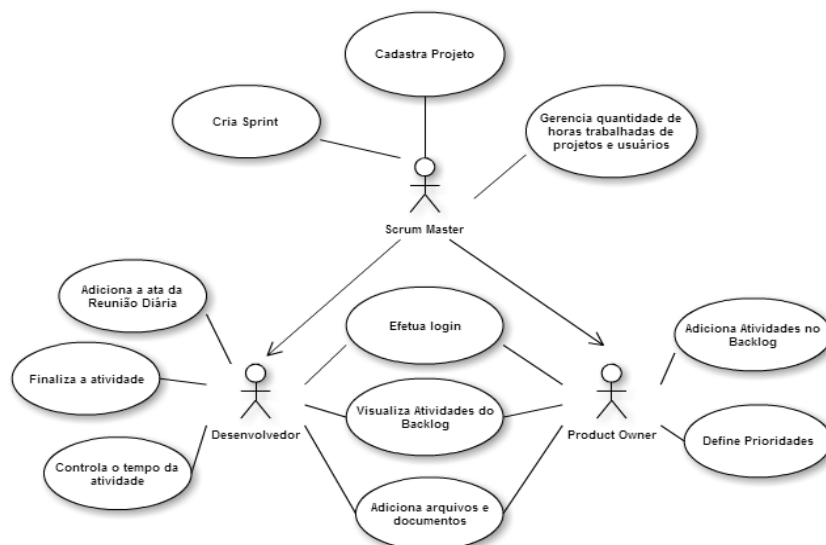 Cadastra Projeto
Cria Sprint
Gerencia quantidade de
horas trabalhadas de
projetos e usuários
Scrum Master
Adiciona a ata da
Reunião Diária
Efetua login
Adiciona Atividades no
Backlog
Finaliza a atividade
Visualiza Atividades do
Backlog
Desenvolvedor
Product Owner
Define Prioridades
Controla o tempo da
atividade
Adiciona arquivos e
documentos